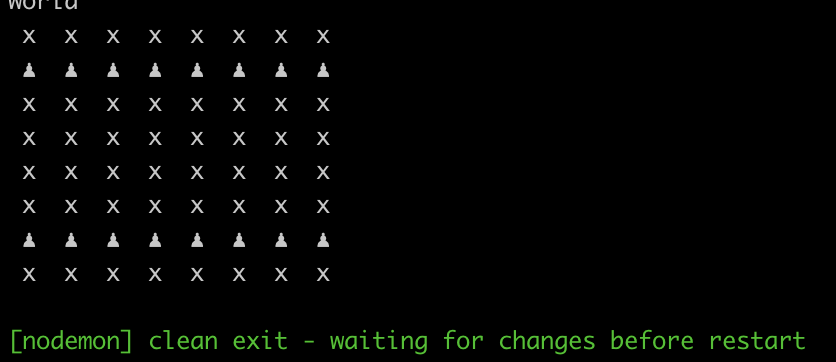 World
x x x x x x x x
♟ ♟ ♟ ♟ ♟ ♟ ♟ ♟
x x x x x x x x
x x x x x x x x
x x x x x x x x
x x x x x x x x
♟ ♟ ♟ ♟ ♟ ♟ ♟ ♟
x x x x x x x x
[nodemon] clean exit - waiting for changes before restart